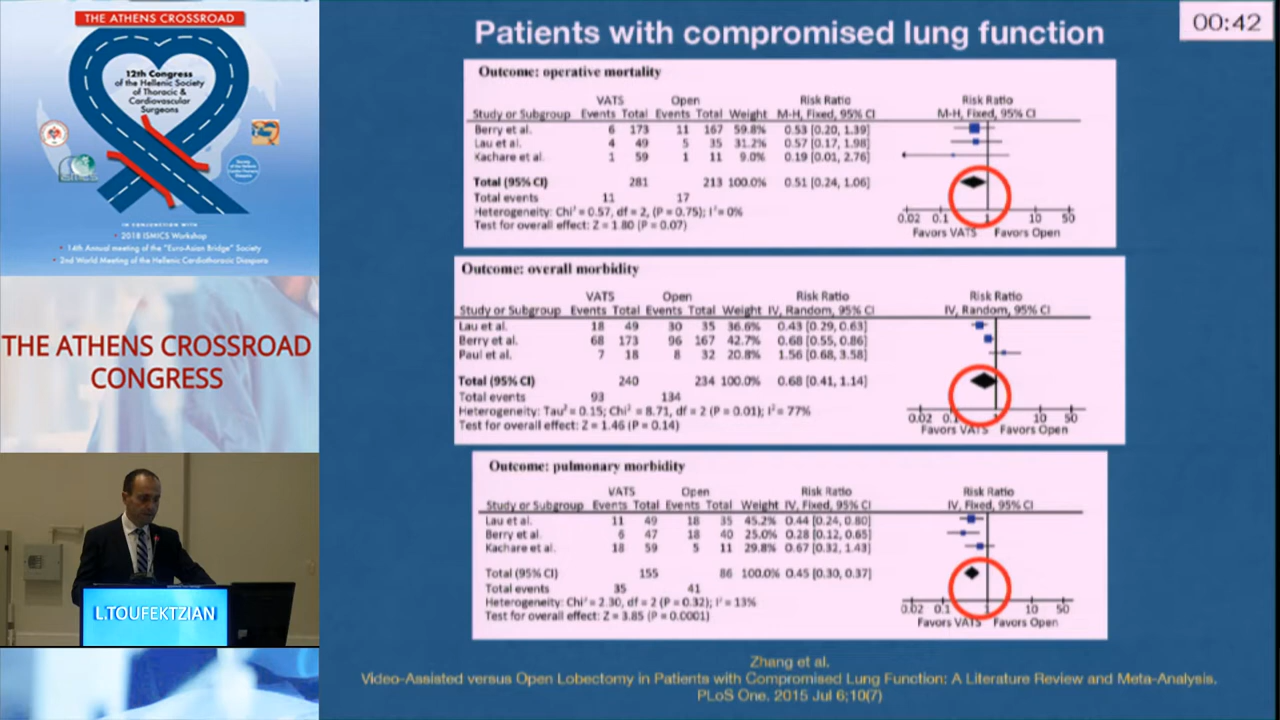 THE ATHENS CROSSROAD
12th Congress
of the Hellenic Society
of Thoracic &
Cardiovascular
Surgeons
ISMICS
IN CONJUNCTION WITH
• 2018 ISMICS Workshop
• 14th Annual meeting of the "Euro-Asian Bridge" Society
• 2nd World Meeting of the Hellenic Cardiothoracic Diaspora
THE ATHENS CROSSROAD
CONGRESS
L.TOUFEKTZIAN
00:42
Patients with compromised lung function
Outcome: operative mortality
VATS Open Risk Ratio Risk Ratio
Study or Subgroup Events Total Events Total Weight M-H, Fixed, 95% CI M-H, Fixed, 95% CI
Berry et al. 6 173 11 167 59.8% 0.53 [0.20, 1.39]
Lau et al. 4 49 5 35 31.2% 0.57 [0.17, 1.98]
Kachare et al. 1 59 1 11 9.0% 0.19 [0.01, 2.76]
Total (95% CI) 281 213 100.0% 0.51 [0.24, 1.06]
Total events 11 17
Heterogeneity: Chi² = 0.57, df = 2, (P = 0.75); I² = 0%
Test for overall effect: Z = 1.80 (P = 0.07)
0.02 0.1 1 10 50
Favors VATS Favors Open
Outcome: overall morbidity
VATS Open Risk Ratio Risk Ratio
Study or Subgroup Events Total Events Total Weight IV, Random, 95% CI IV, Random, 95% CI
Lau et al. 18 49 30 35 36.6% 0.43 [0.29, 0.63]
Berry et al. 68 173 96 167 42.7% 0.68 [0.55, 0.86]
Paul et al. 7 18 8 32 20.8% 1.56 [0.68, 3.58]
Total (95% CI) 240 234 100.0% 0.68 [0.41, 1.14]
Total events 93 134
Heterogeneity: Tau² = 0.15; Chi² = 8.71, df = 2 (P = 0.01); I² = 77%
Test for overall effect: Z = 1.46 (P = 0.14)
0.02 0.1 10 50
Favors VATS Favors Open
Outcome: pulmonary morbidity
VATS Open Risk Ratio Risk Ratio
Study or Subgroup Events Total Events Total Weight IV, Fixed, 95% CI IV, Fixed, 95% CI
Lau et al. 11 49 18 35 45.2% 0.44 [0.24, 0.80]
Berry et al. 6 47 18 40 25.0% 0.28 [0.12, 0.65]
Kachare et al. 18 59 5 11 29.8% 0.67 [0.32, 1.43]
Total (95% CI) 155 86 100.0% 0.45 [0.30, 0.37]
Total events 35 41
Heterogeneity: Chi² = 2.30, df = 2 (P = 0.32); I² = 13%
Test for overall effect: Z = 3.85 (P = 0.0001)
0.02 0.1 1 10 50
Favors VATS Favors Open
Zhang et al.
Video-Assisted versus Open Lobectomy in Patients with Compromised Lung Function: A Literature Review and Meta-Analysis.
PLoS One. 2015 Jul 6;10(7)